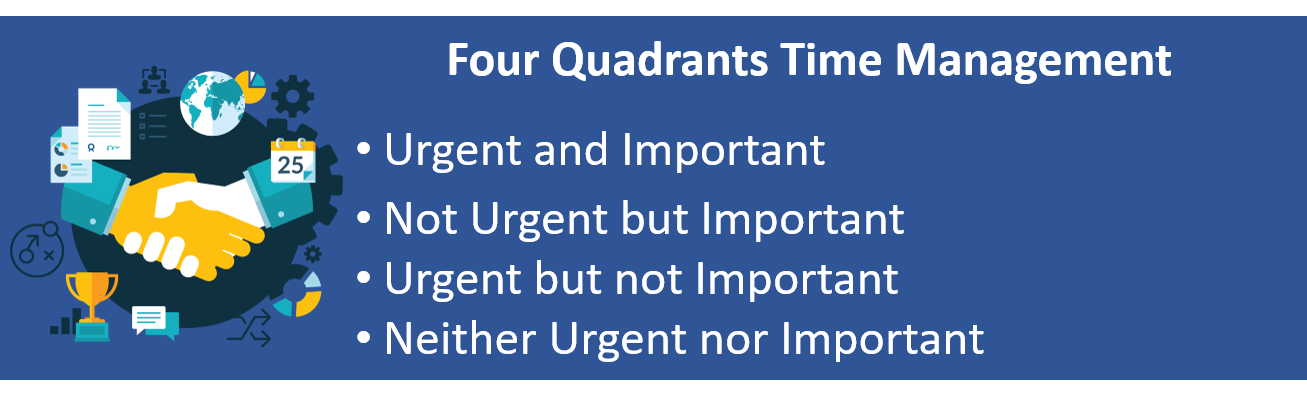 Four Quadrants Time Management
• Urgent and Important
• Not Urgent but Important
• Urgent but not Important
• Neither Urgent nor Important
25